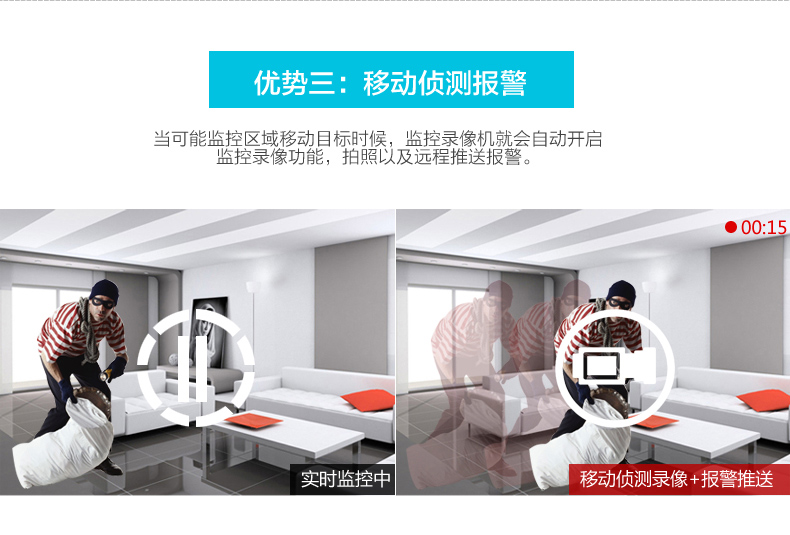 优势三：移动侦测报警
当可能监控区域移动目标时候，监控录像机就会自动开启
监控录像功能，拍照以及远程推送报警。
00:15
实时监控中
移动侦测录像+报警推送